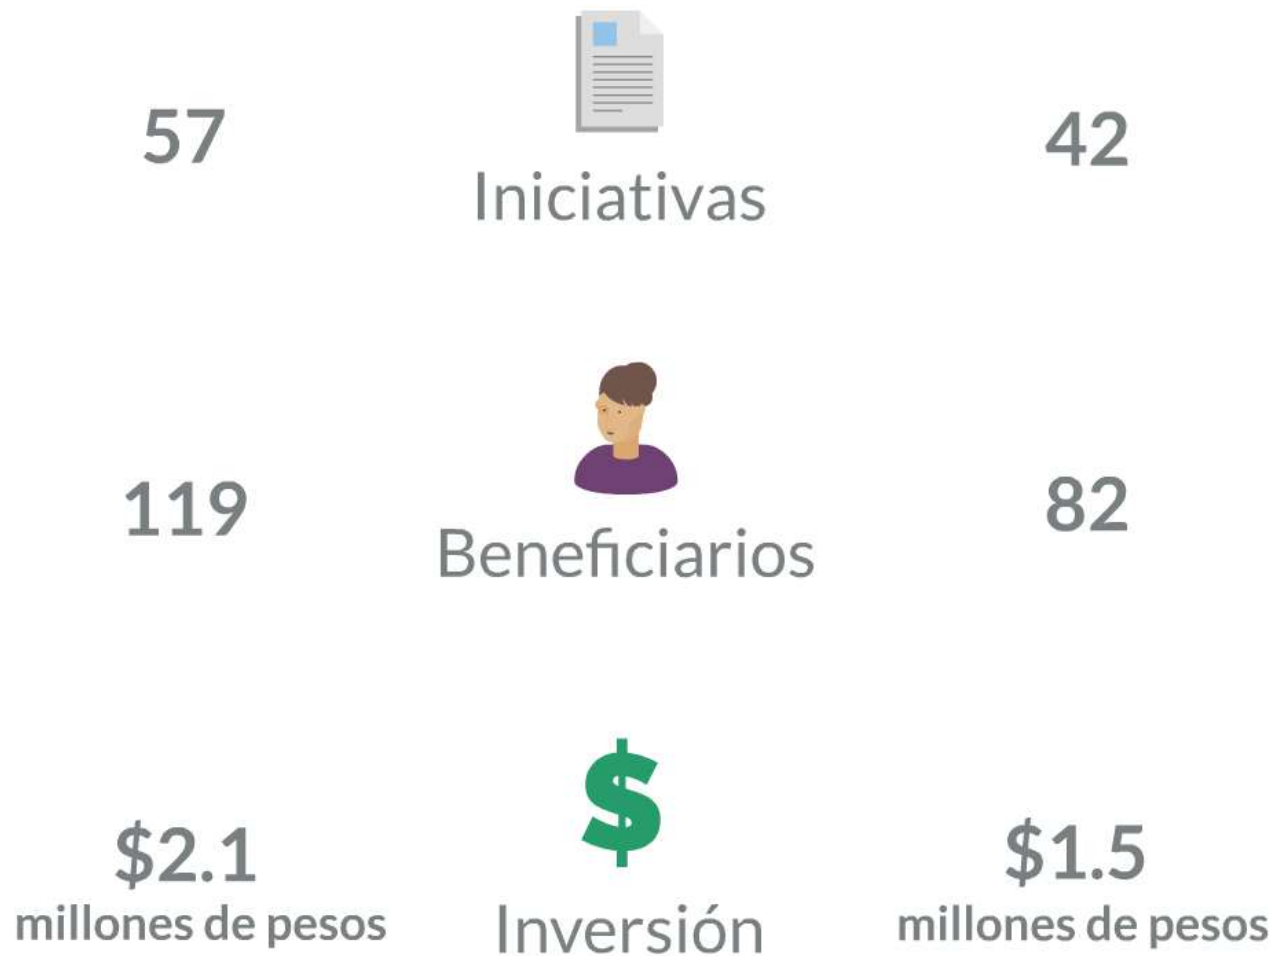 57
Iniciativas
42
119
Beneficiarios
82
$2.1
millones de pesos
$
Inversión
$1.5
millones de pesos